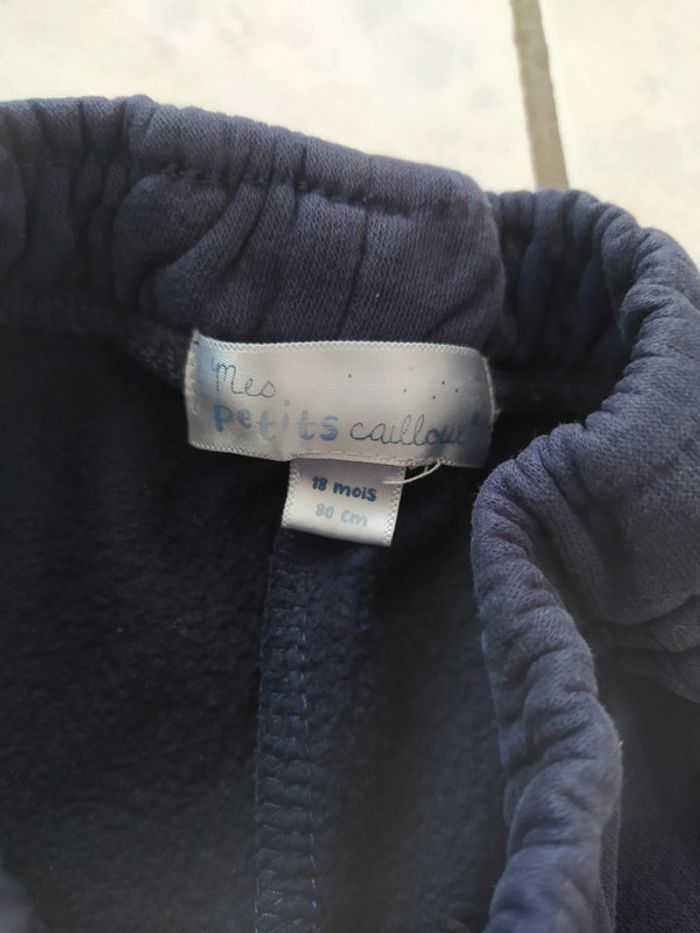 Mes
petits cailloux
18 mois
80 cm